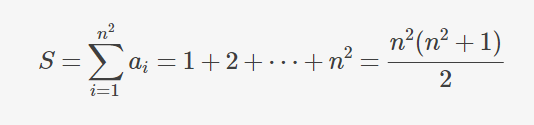 $S = \sum_{i=1}^{n^2} a_i = 1 + 2 + \cdots + n^2 = \frac{n^2(n^2+1)}{2}$